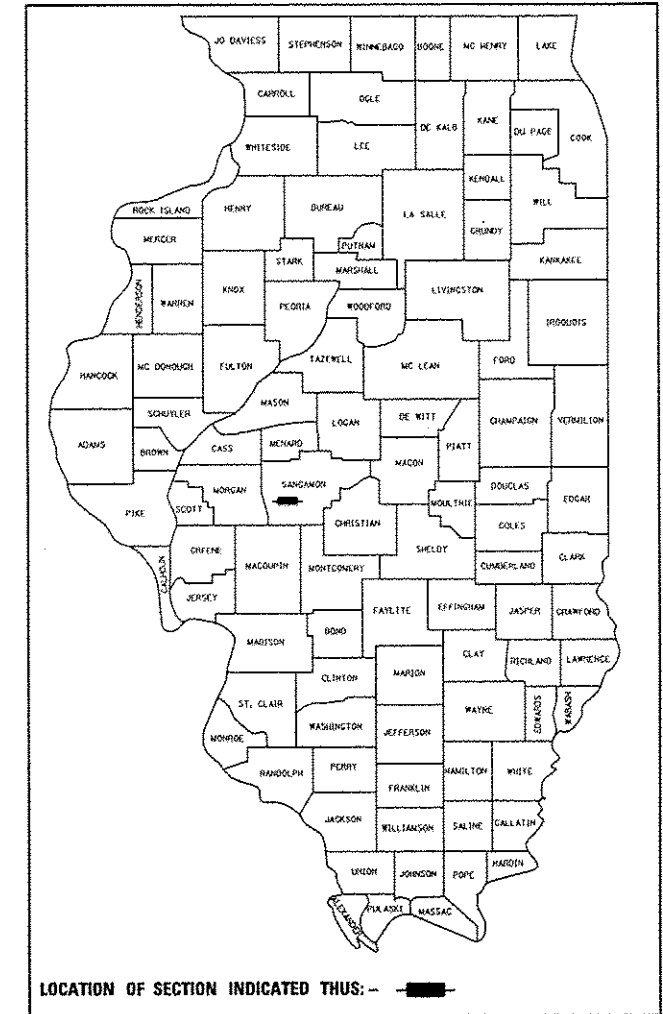 JO DAVIESS STEPHENSON WINNEBAGO BOONE MC HENRY LAKE
CARROLL OGLE DE KALB KANE DU PAGE COOK
WHITESIDE LEE KENDALL WILL
ROCK ISLAND HENRY BUREAU LA SALLE GRUNDY
MERCER PUTNAM KANKAKEE
STARK MARSHALL
HENDERSON WARREN KNOX PEORIA WOODFORD LIVINGSTON IROQUOIS
HANCOCK MC DONOUGH FULTON TAZEWELL MC LEAN FORD
SCHUYLER MASON LOGAN DE WITT CHAMPAIGN VERMILION
ADAMS BROWN CASS MENARD MACON PIATT
PIKE SCOTT MORGAN SANGAMON CHRISTIAN MOULTRIE DOUGLAS EDGAR
COLES
CALHOUN GREENE MACOUPIN MONTGOMERY SHELBY CUMBERLAND CLARK
JERSEY FAYETTE EFFINGHAM JASPER CRAWFORD
MADISON BOND CLAY RICHLAND LAWRENCE
CLINTON MARION
ST. CLAIR WASHINGTON JEFFERSON WAYNE EDWARDS WABASH
MONROE
RANDOLPH PERRY FRANKLIN HAMILTON WHITE
JACKSON WILLIAMSON SALINE GALLATIN
UNION JOHNSON POPE HARDIN
ALEXANDER PULASKI MASSAC
LOCATION OF SECTION INDICATED THUS: -